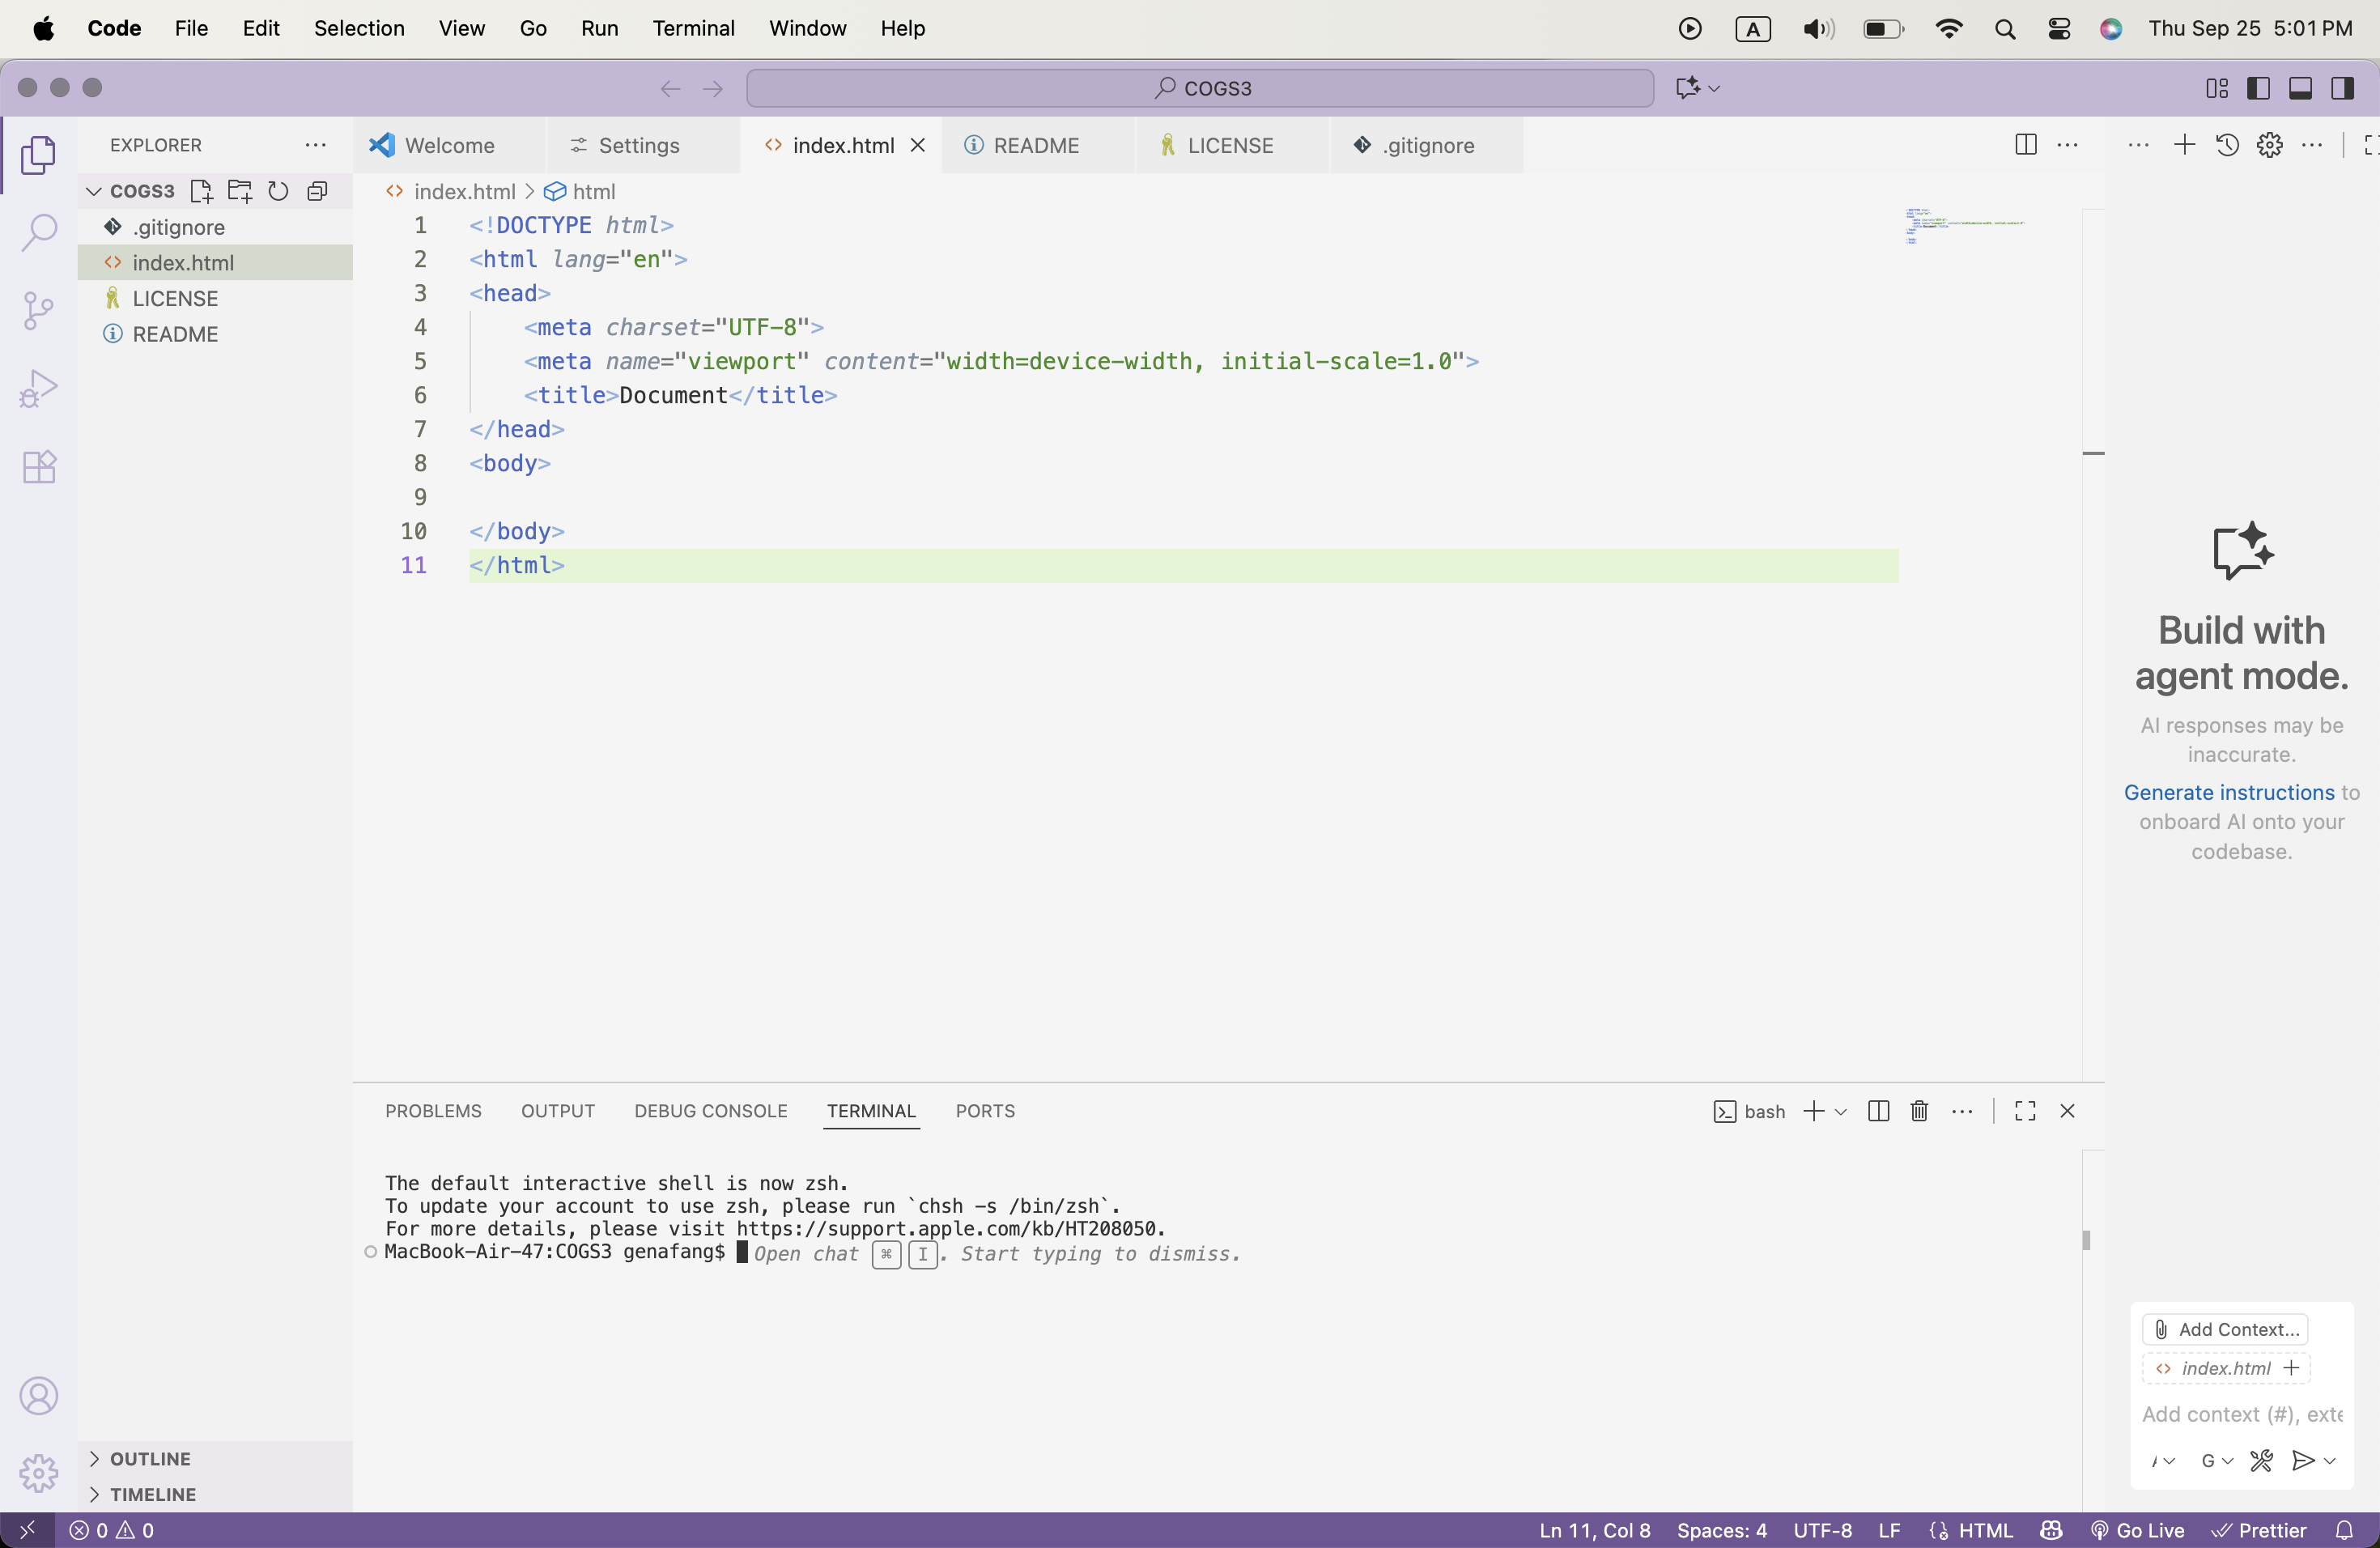 Code File Edit Selection View Go Run Terminal Window Help A Thu Sep 25 5:01 PM
COGS3
EXPLORER
Welcome Settings index.html README LICENSE .gitignore
COGS3
index.html > html
.gitignore
index.html
LICENSE
README
1 <!DOCTYPE html>
2 <html lang="en">
3 <head>
4 <meta charset="UTF-8">
5 <meta name="viewport" content="width=device-width, initial-scale=1.0">
6 <title>Document</title>
7 </head>
8 <body>
9
10 </body>
11 </html>
Build with
agent mode.
AI responses may be
inaccurate.
Generate instructions to
onboard AI onto your
codebase.
PROBLEMS OUTPUT DEBUG CONSOLE TERMINAL PORTS bash
The default interactive shell is now zsh.
To update your account to use zsh, please run `chsh -s /bin/zsh`.
For more details, please visit https://support.apple.com/kb/HT208050.
MacBook-Air-47:COGS3 genafang$ Open chat ⌘ I. Start typing to dismiss.
Add Context...
index.html
Add context (#), exte
G
OUTLINE
TIMELINE
0 0 Ln 11, Col 8 Spaces: 4 UTF-8 LF HTML Go Live Prettier